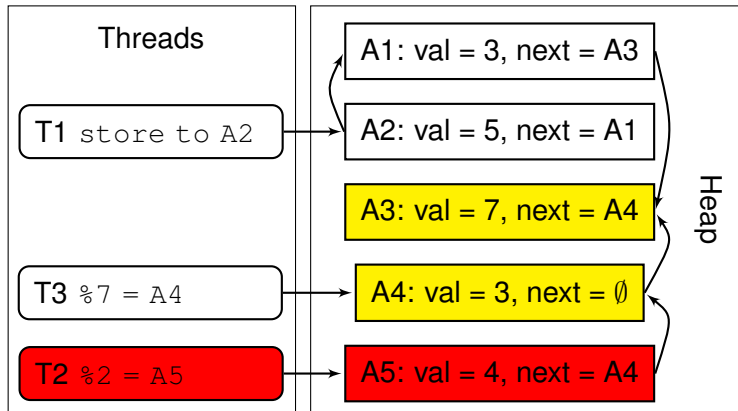 Threads
T1 store to A2
T3 %7 = A4
T2 %2 = A5
A1: val = 3, next = A3
A2: val = 5, next = A1
A3: val = 7, next = A4
A4: val = 3, next = ∅
A5: val = 4, next = A4
Heap